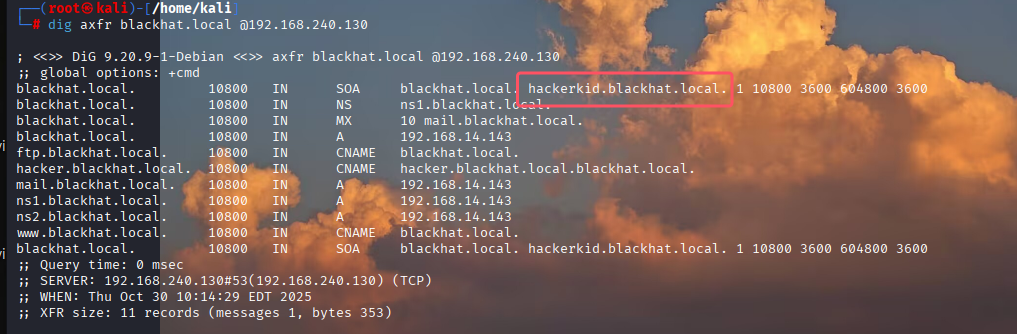 ┌──(root㉿kali)-[/home/kali]
└─# dig axfr blackhat.local @192.168.240.130
; <<>> DiG 9.20.9-1-Debian <<>> axfr blackhat.local @192.168.240.130
;; global options: +cmd
blackhat.local. 10800 IN SOA blackhat.local. hackerkid.blackhat.local. 1 10800 3600 604800 3600
blackhat.local. 10800 IN NS ns1.blackhat.local.
blackhat.local. 10800 IN MX 10 mail.blackhat.local.
blackhat.local. 10800 IN A 192.168.14.143
ftp.blackhat.local. 10800 IN CNAME blackhat.local.
hacker.blackhat.local. 10800 IN CNAME hacker.blackhat.local.blackhat.local.
mail.blackhat.local. 10800 IN A 192.168.14.143
ns1.blackhat.local. 10800 IN A 192.168.14.143
ns2.blackhat.local. 10800 IN A 192.168.14.143
www.blackhat.local. 10800 IN CNAME blackhat.local.
blackhat.local. 10800 IN SOA blackhat.local. hackerkid.blackhat.local. 1 10800 3600 604800 3600
;; Query time: 0 msec
;; SERVER: 192.168.240.130#53(192.168.240.130) (TCP)
;; WHEN: Thu Oct 30 10:14:29 EDT 2025
;; XFR size: 11 records (messages 1, bytes 353)